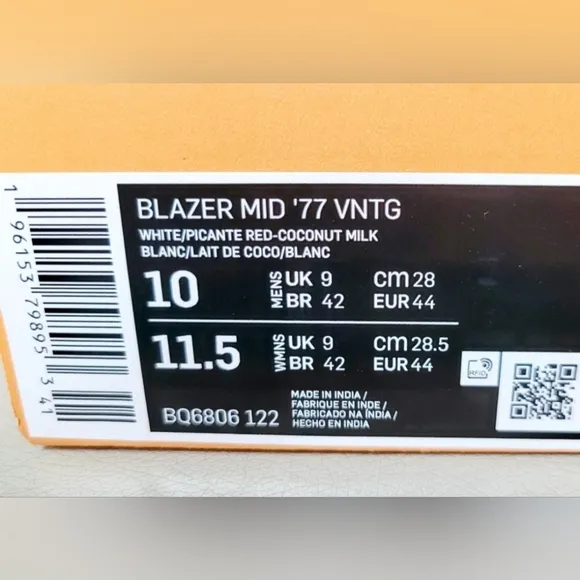 BLAZER MID '77 VNTG
WHITE/PICANTE RED-COCONUT MILK
BLANC/LAIT DE COCO/BLANC
10 MENS UK 9 CM 28
BR 42 EUR 44
11.5 WMNS UK 9 CM 28.5
BR 42 EUR 44
RFID
BQ6806 122
MADE IN INDIA /
FABRIQUE EN INDE /
FABRICADO NA ÍNDIA /
HECHO EN INDIA
1 96153 79895 3 41